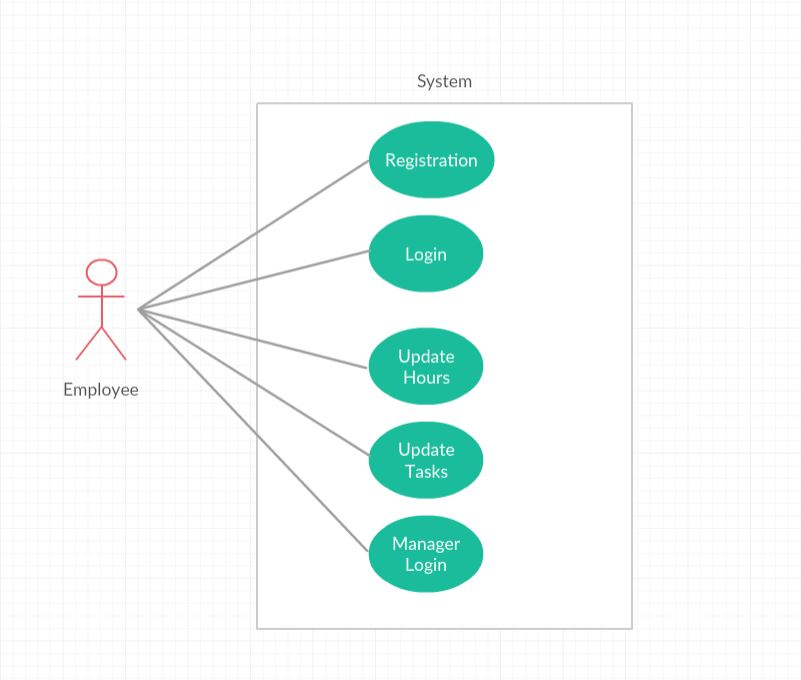 System
Registration
Login
Employee
Update
Hours
Update
Tasks
Manager
Login